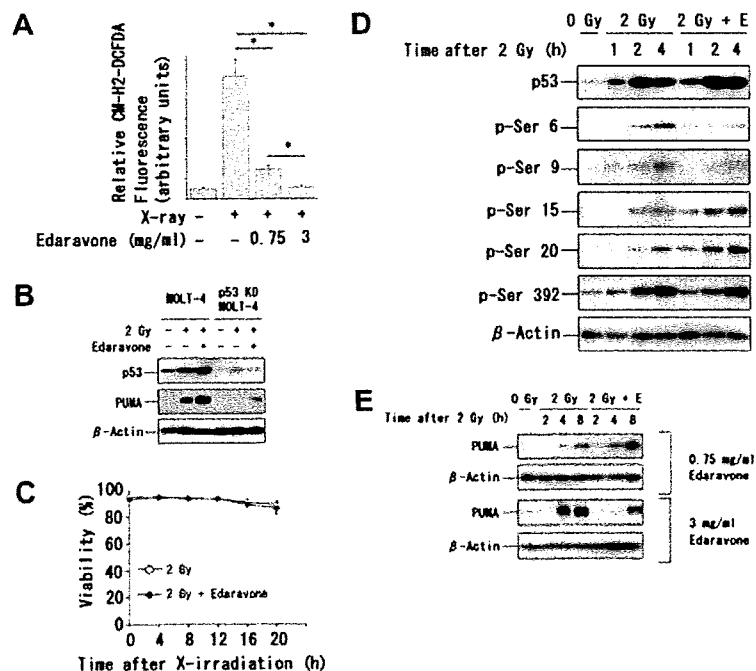 A
Relative CM-H2-DCFDA
Fluorescence
(arbitrary units)
* 
* 
*
X-ray – + + +
Edaravone (mg/ml) – – 0.75 3
B
MOLT-4
p53 KD
MOLT-4
2 Gy – + + – + +
Edaravone – – + – – +
p53
PUMA
β-Actin
C
Viability (%)
100
80
60
40
20
0
2 Gy
2 Gy + Edaravone
0 4 8 12 16 20
Time after X-irradiation (h)
D
0 Gy 2 Gy 2 Gy + E
Time after 2 Gy (h) 1 2 4 1 2 4
p53
p-Ser 6
p-Ser 9
p-Ser 15
p-Ser 20
p-Ser 392
β-Actin
E
0 Gy 2 Gy 2 Gy + E
Time after 2 Gy (h) 2 4 8 2 4 8
PUMA
β-Actin
0.75 mg/ml
Edaravone
PUMA
β-Actin
3 mg/ml
Edaravone